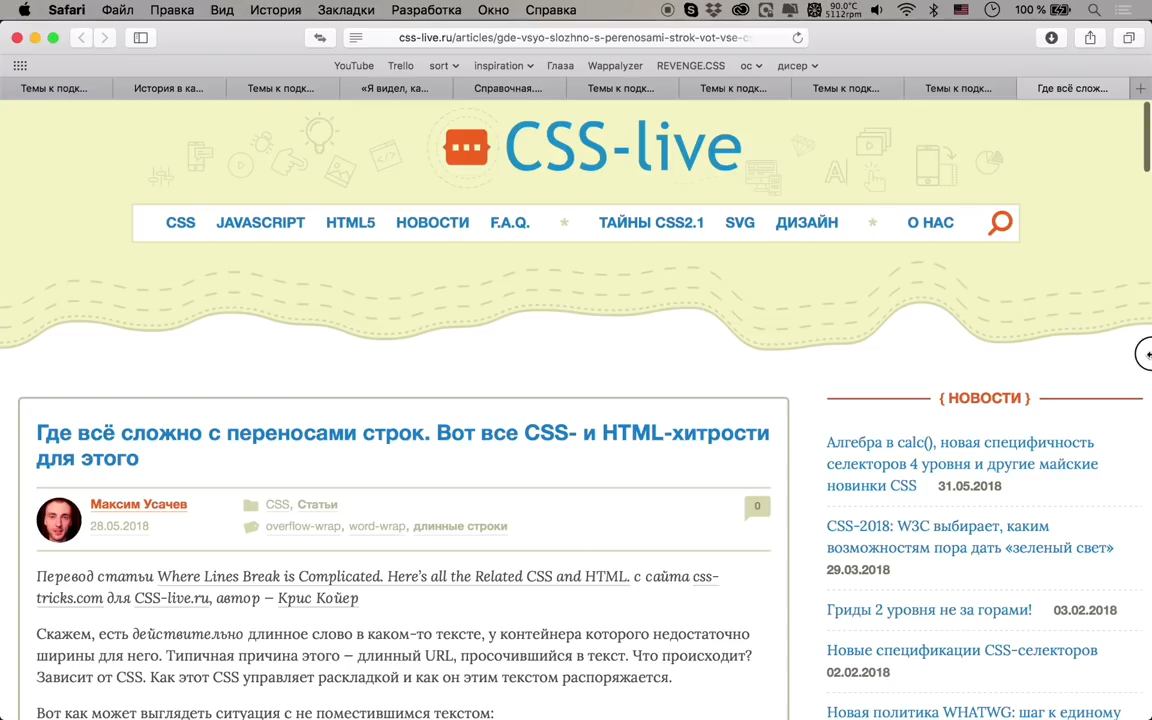 Safari Файл Правка Вид История Закладки Разработка Окно Справка 90.0°C 5112rpm 100 %
css-live.ru/articles/gde-vsyo-slozhno-s-perenosami-strok-vot-vse-c
YouTube Trello sort inspiration Глаза Wappalyzer REVENGE.CSS ос дисер
Темы к подк... История в ка... Темы к подк... «Я видел, ка... Справочная.... Темы к подк... Темы к подк... Темы к подк... Темы к подк... Где всё слож...
CSS-live
CSS JAVASCRIPT HTML5 НОВОСТИ F.A.Q. * ТАЙНЫ CSS2.1 SVG ДИЗАЙН * О НАС
Где всё сложно с переносами строк. Вот все CSS- и HTML-хитрости
для этого
Максим Усачев
28.05.2018
CSS, Статьи
overflow-wrap, word-wrap, длинные строки
0
Перевод статьи Where Lines Break is Complicated. Here’s all the Related CSS and HTML. с сайта css-
tricks.com для CSS-live.ru, автор — Крис Койер
Скажем, есть действительно длинное слово в каком-то тексте, у контейнера которого недостаточно
ширины для него. Типичная причина этого — длинный URL, просочившийся в текст. Что происходит?
Зависит от CSS. Как этот CSS управляет раскладкой и как он этим текстом распоряжается.
Вот как может выглядеть ситуация с не поместившимся текстом:
{ НОВОСТИ }
Алгебра в calc(), новая специфичность
селекторов 4 уровня и другие майские
новинки CSS 31.05.2018
CSS-2018: W3C выбирает, каким
возможностям пора дать «зеленый свет»
29.03.2018
Гриды 2 уровня не за горами! 03.02.2018
Новые спецификации CSS-селекторов
02.02.2018
Новая политика WHATWG: шаг к единому